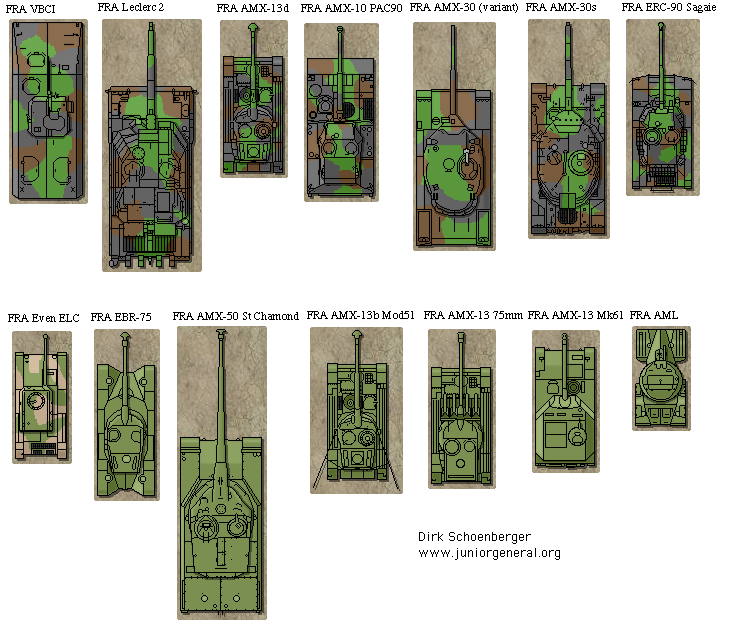 FRA VBCI
FRA Leclerc 2
FRA AMX-13d
FRA AMX-10 PAC90
FRA AMX-30 (variant)
FRA AMX-30s
FRA ERC-90 Sagaie
FRA Even ELC
FRA EBR-75
FRA AMX-50 St Chamond
FRA AMX-13b Mod51
FRA AMX-13 75mm
FRA AMX-13 Mk61
FRA AML
Dirk Schoenberger
www.juniorgeneral.org